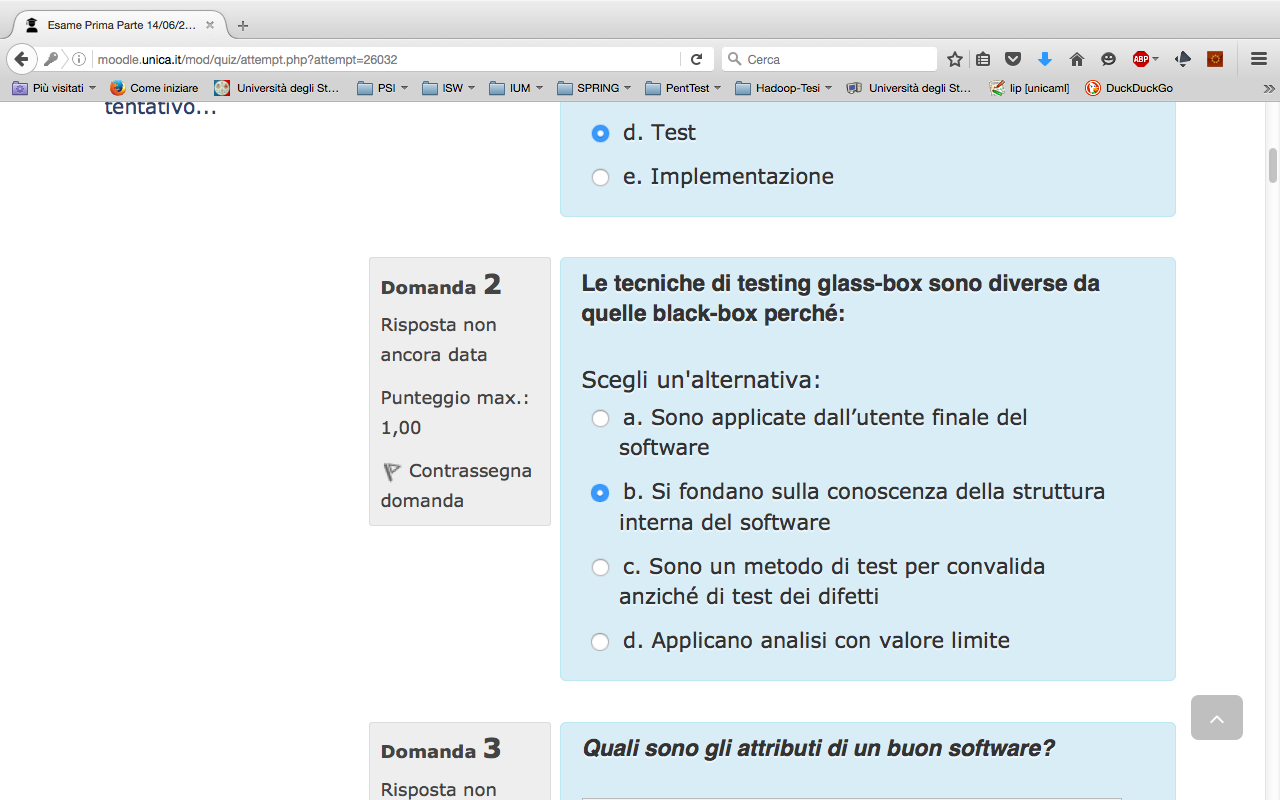 Esame Prima Parte 14/06/2...
moodle.unica.it/mod/quiz/attempt.php?attempt=26032
Cerca
ABP
Più visitati
Come iniziare
Università degli St...
PSI
ISW
IUM
SPRING
PenTest
Hadoop-Tesi
Università degli St...
lip [unicaml]
DuckDuckGo
tentativo...
d. Test
e. Implementazione
Domanda 2
Risposta non
ancora data
Punteggio max.:
1,00
Contrassegna
domanda
Le tecniche di testing glass-box sono diverse da
quelle black-box perché:
Scegli un'alternativa:
a. Sono applicate dall’utente finale del
software
b. Si fondano sulla conoscenza della struttura
interna del software
c. Sono un metodo di test per convalida
anziché di test dei difetti
d. Applicano analisi con valore limite
Domanda 3
Risposta non
Quali sono gli attributi di un buon software?